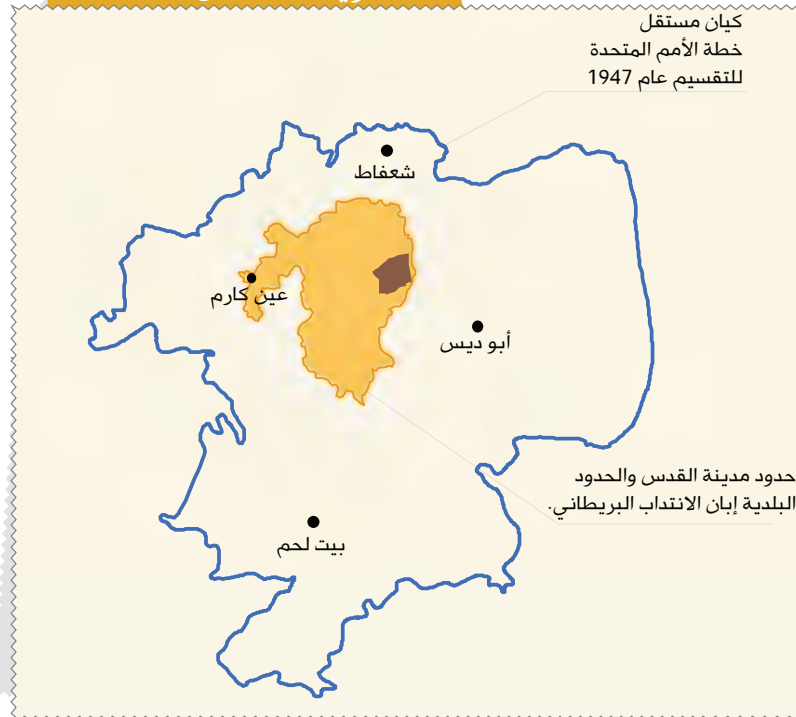 كيان مستقل
خطة الأمم المتحدة
للتقسيم عام 1947
شعفاط
عين كارم
أبو ديس
حدود مدينة القدس والحدود
البلدية إبان الانتداب البريطاني.
بيت لحم